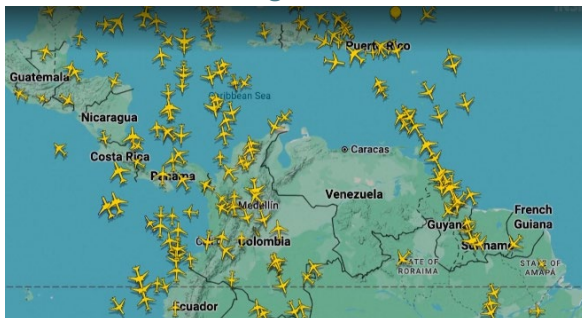 Puerto Rico
Guatemala
Caribbean Sea
Nicaragua
Caracas
Costa Rica
Panama
Venezuela
Medellín
French
Guiana
Guyana
Colombia
Suriname
STATE OF
RORAIMA
STATE OF
AMAPÁ
Ecuador